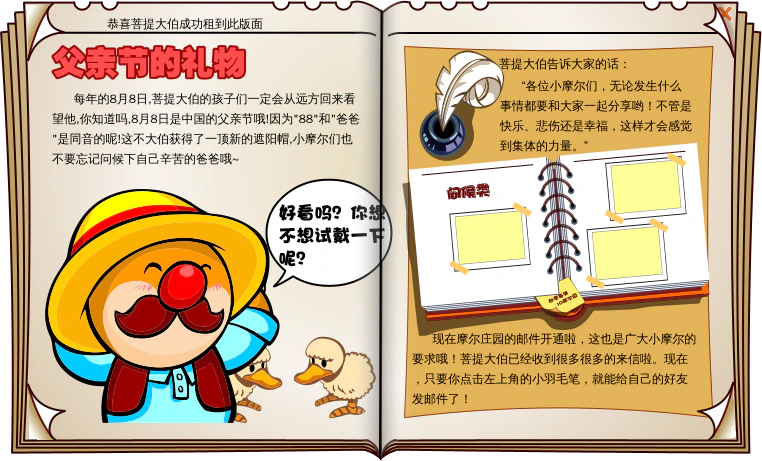 恭喜菩提大伯成功租到此版面
父亲节的礼物
每年的8月8日,菩提大伯的孩子们一定会从远方回来看
望他,你知道吗,8月8日是中国的父亲节哦!因为"88"和"爸爸
"是同音的呢!这不大伯获得了一顶新的遮阳帽,小摩尔们也
不要忘记问候下自己辛苦的爸爸哦~
好看吗？你想
不想试戴一下
呢？
菩提大伯告诉大家的话：
“各位小摩尔们，无论发生什么
事情都要和大家一起分享哟！不管是
快乐、悲伤还是幸福，这样才会感觉
到集体的力量。”
问候类
现在摩尔庄园的邮件开通啦，这也是广大小摩尔的
要求哦！菩提大伯已经收到很多很多的来信啦。现在
，只要你点击左上角的小羽毛笔，就能给自己的好友
发邮件了！